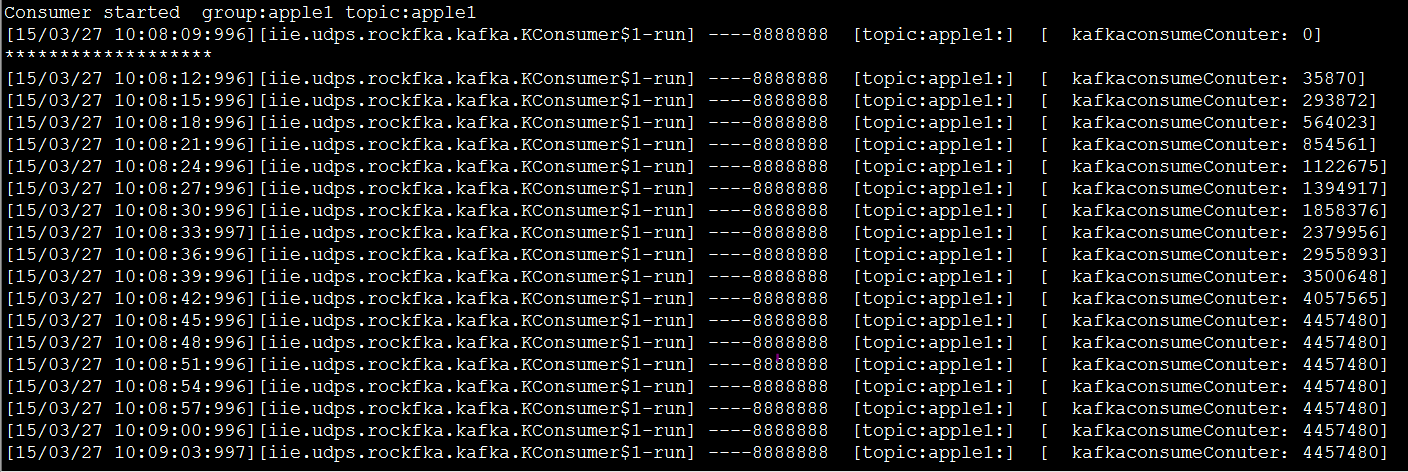 Consumer started  group:apple1 topic:apple1
[15/03/27 10:08:09:996][iie.udps.rockfka.kafka.KConsumer$1-run] ----8888888  [topic:apple1:]  [  kafkaconsumeConuter：0]
*******************
[15/03/27 10:08:12:996][iie.udps.rockfka.kafka.KConsumer$1-run] ----8888888  [topic:apple1:]  [  kafkaconsumeConuter：35870]
[15/03/27 10:08:15:996][iie.udps.rockfka.kafka.KConsumer$1-run] ----8888888  [topic:apple1:]  [  kafkaconsumeConuter：293872]
[15/03/27 10:08:18:996][iie.udps.rockfka.kafka.KConsumer$1-run] ----8888888  [topic:apple1:]  [  kafkaconsumeConuter：564023]
[15/03/27 10:08:21:996][iie.udps.rockfka.kafka.KConsumer$1-run] ----8888888  [topic:apple1:]  [  kafkaconsumeConuter：854561]
[15/03/27 10:08:24:996][iie.udps.rockfka.kafka.KConsumer$1-run] ----8888888  [topic:apple1:]  [  kafkaconsumeConuter：1122675]
[15/03/27 10:08:27:996][iie.udps.rockfka.kafka.KConsumer$1-run] ----8888888  [topic:apple1:]  [  kafkaconsumeConuter：1394917]
[15/03/27 10:08:30:996][iie.udps.rockfka.kafka.KConsumer$1-run] ----8888888  [topic:apple1:]  [  kafkaconsumeConuter：1858376]
[15/03/27 10:08:33:997][iie.udps.rockfka.kafka.KConsumer$1-run] ----8888888  [topic:apple1:]  [  kafkaconsumeConuter：2379956]
[15/03/27 10:08:36:996][iie.udps.rockfka.kafka.KConsumer$1-run] ----8888888  [topic:apple1:]  [  kafkaconsumeConuter：2955893]
[15/03/27 10:08:39:996][iie.udps.rockfka.kafka.KConsumer$1-run] ----8888888  [topic:apple1:]  [  kafkaconsumeConuter：3500648]
[15/03/27 10:08:42:996][iie.udps.rockfka.kafka.KConsumer$1-run] ----8888888  [topic:apple1:]  [  kafkaconsumeConuter：4057565]
[15/03/27 10:08:45:996][iie.udps.rockfka.kafka.KConsumer$1-run] ----8888888  [topic:apple1:]  [  kafkaconsumeConuter：4457480]
[15/03/27 10:08:48:996][iie.udps.rockfka.kafka.KConsumer$1-run] ----8888888  [topic:apple1:]  [  kafkaconsumeConuter：4457480]
[15/03/27 10:08:51:996][iie.udps.rockfka.kafka.KConsumer$1-run] ----8888888  [topic:apple1:]  [  kafkaconsumeConuter：4457480]
[15/03/27 10:08:54:996][iie.udps.rockfka.kafka.KConsumer$1-run] ----8888888  [topic:apple1:]  [  kafkaconsumeConuter：4457480]
[15/03/27 10:08:57:996][iie.udps.rockfka.kafka.KConsumer$1-run] ----8888888  [topic:apple1:]  [  kafkaconsumeConuter：4457480]
[15/03/27 10:09:00:996][iie.udps.rockfka.kafka.KConsumer$1-run] ----8888888  [topic:apple1:]  [  kafkaconsumeConuter：4457480]
[15/03/27 10:09:03:997][iie.udps.rockfka.kafka.KConsumer$1-run] ----8888888  [topic:apple1:]  [  kafkaconsumeConuter：4457480]